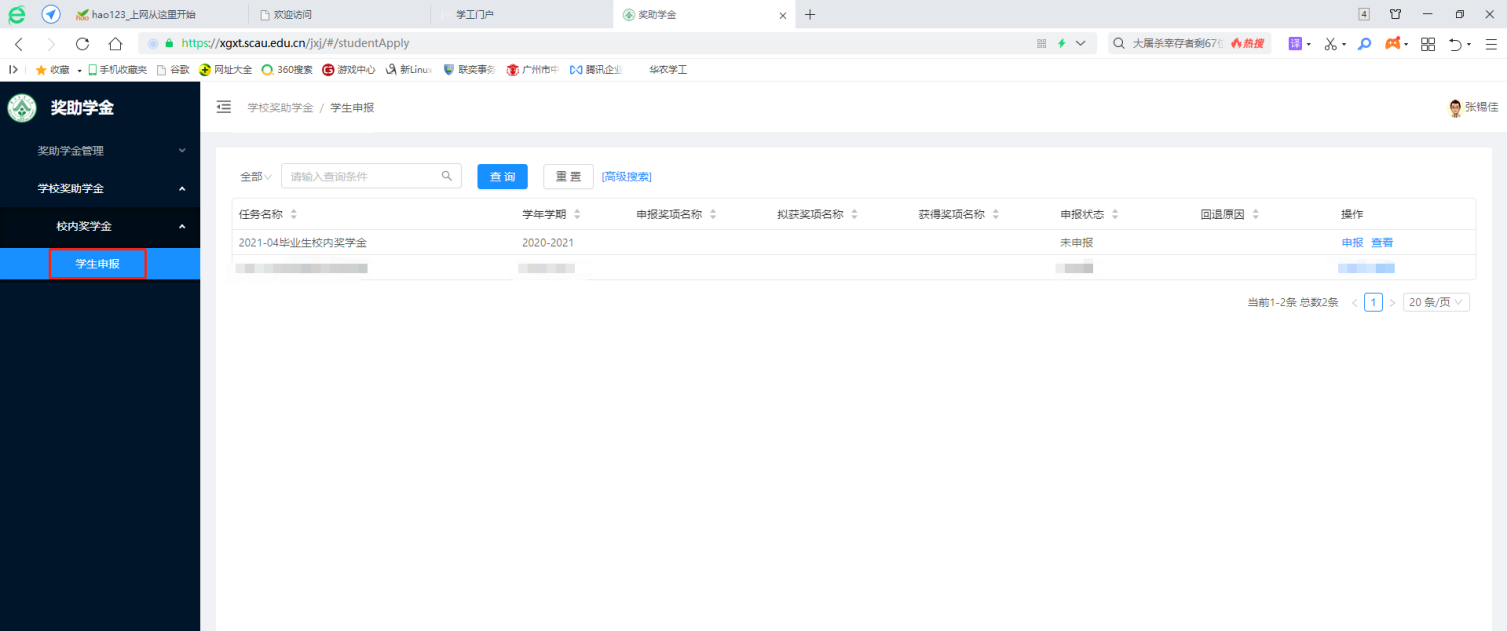 hao123_上网从这里开始 欢迎访问 学工门户 奖助学金 4
https://xgxt.scau.edu.cn/jxj/#/studentApply 大屠杀幸存者剩67位 热搜 译
收藏 手机收藏夹 谷歌 网址大全 360搜索 游戏中心 新Linux 联奕事务 广州市中 腾讯企业 华农学工
奖助学金 学校奖助学金 / 学生申报 张锡佳
奖助学金管理
学校奖助学金
校内奖学金
学生申报
全部 请输入查询条件 查 询 重 置 [高级搜索]
任务名称 学年学期 申报奖项名称 拟获奖项名称 获得奖项名称 申报状态 回退原因 操作
2021-04毕业生校内奖学金 2020-2021 未申报 申报 查看
当前1-2条 总数2条 < 1 > 20 条/页